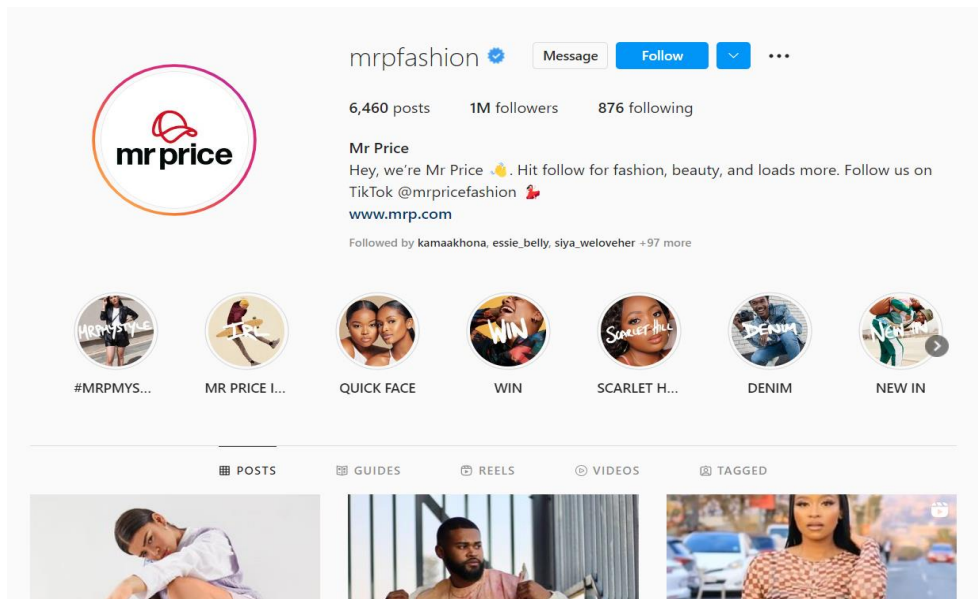 mrpfashion
Message
Follow
6,460 posts
1M followers
876 following
mr price
Mr Price
Hey, we're Mr Price 👋. Hit follow for fashion, beauty, and loads more. Follow us on
TikTok @mrpricefashion 💃
www.mrp.com
Followed by kamaakhona, essie_belly, siya_weloveher +97 more
MRPMYSTYLE
IRL
WIN
SCARLET HILL
DENIM
NEW IN
#MRPMYS...
MR PRICE I...
QUICK FACE
WIN
SCARLET H...
DENIM
NEW IN
POSTS
GUIDES
REELS
VIDEOS
TAGGED